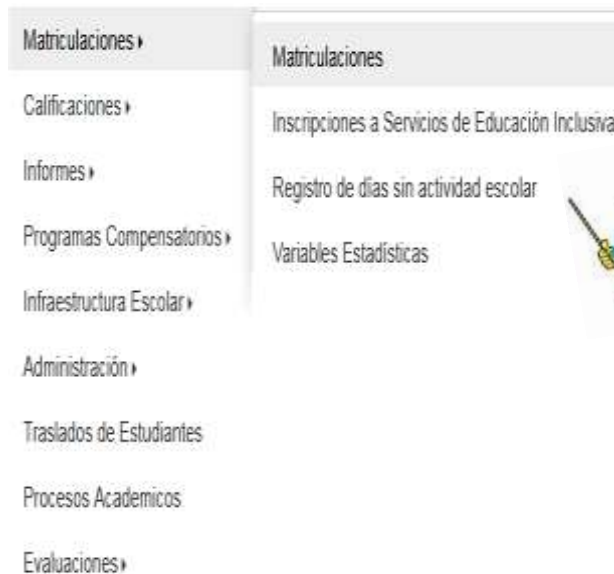 Matriculaciones
Calificaciones
Informes
Programas Compensatorios
Infraestructura Escolar
Administración
Traslados de Estudiantes
Procesos Academicos
Evaluaciones
Matriculaciones
Inscripciones a Servicios de Educación Inclusiva
Registro de días sin actividad escolar
Variables Estadísticas